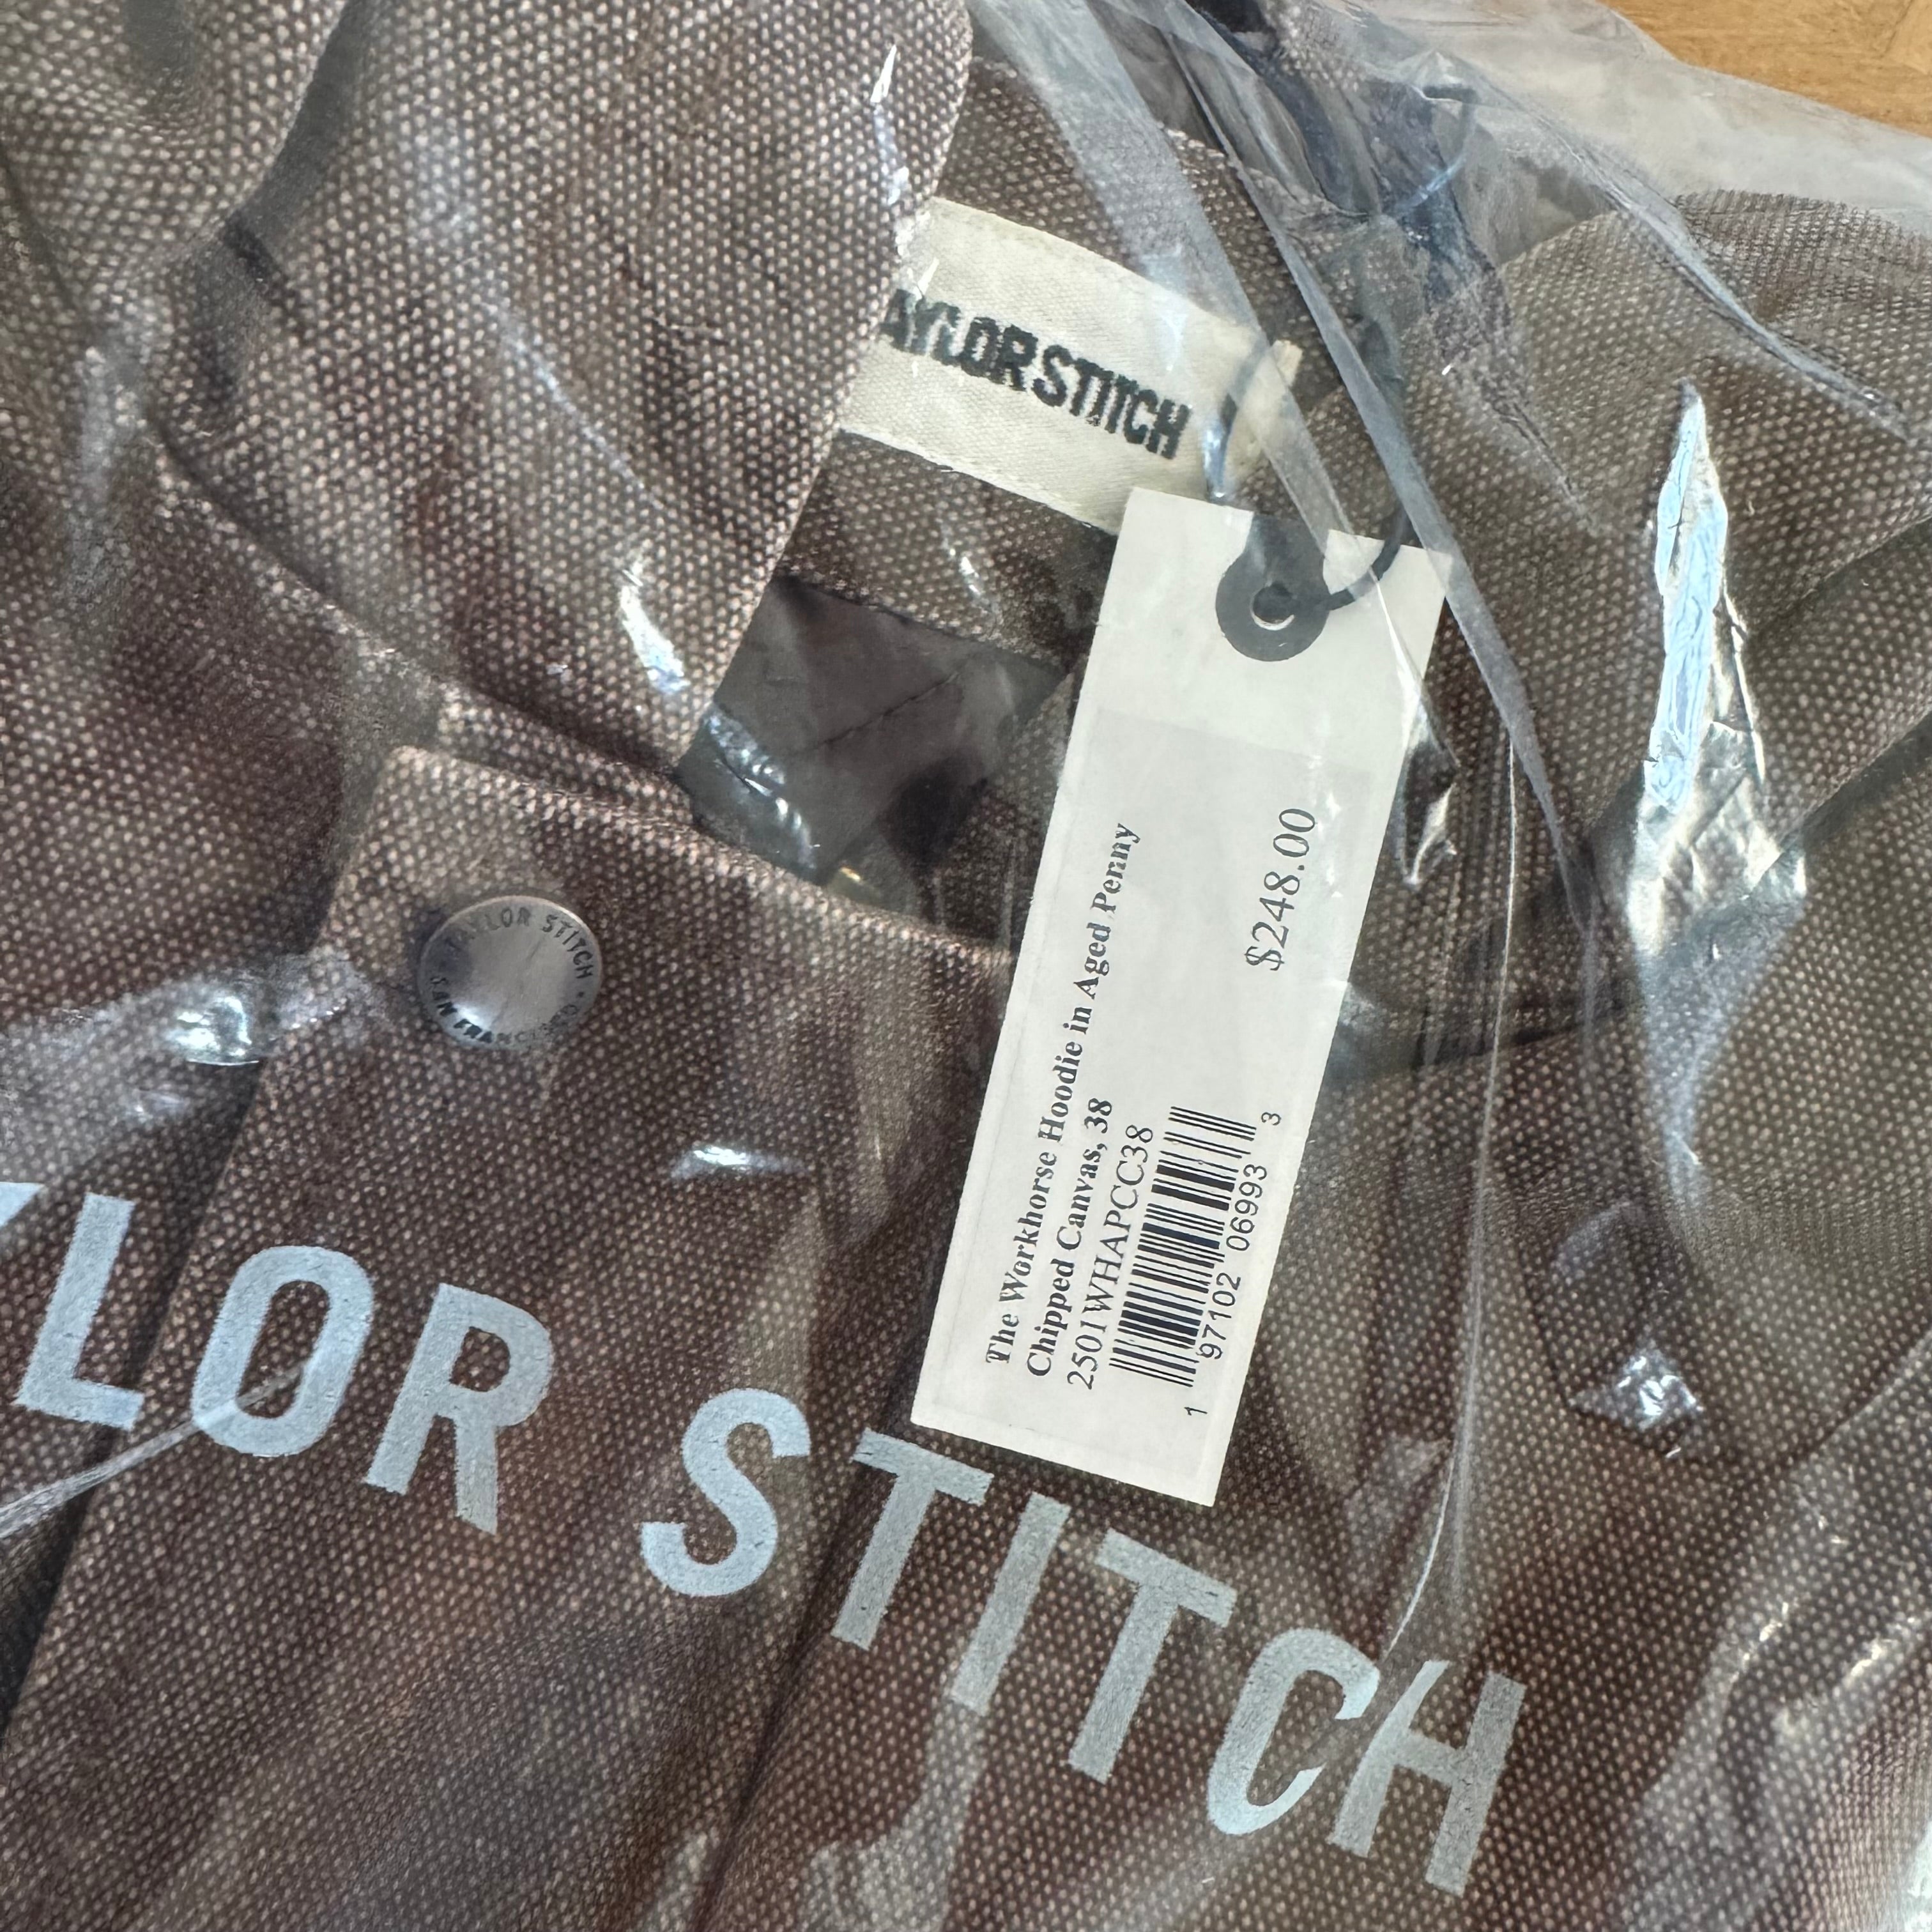 AYLOR STITCH
The Workhorse Hoodie in Aged Penny
Chipped Canvas, 38
2501WHAPCC38
$248.00
1 97102 06993 3
TAYLOR STITCH
SAN FRANCISCO
YLOR STITCH